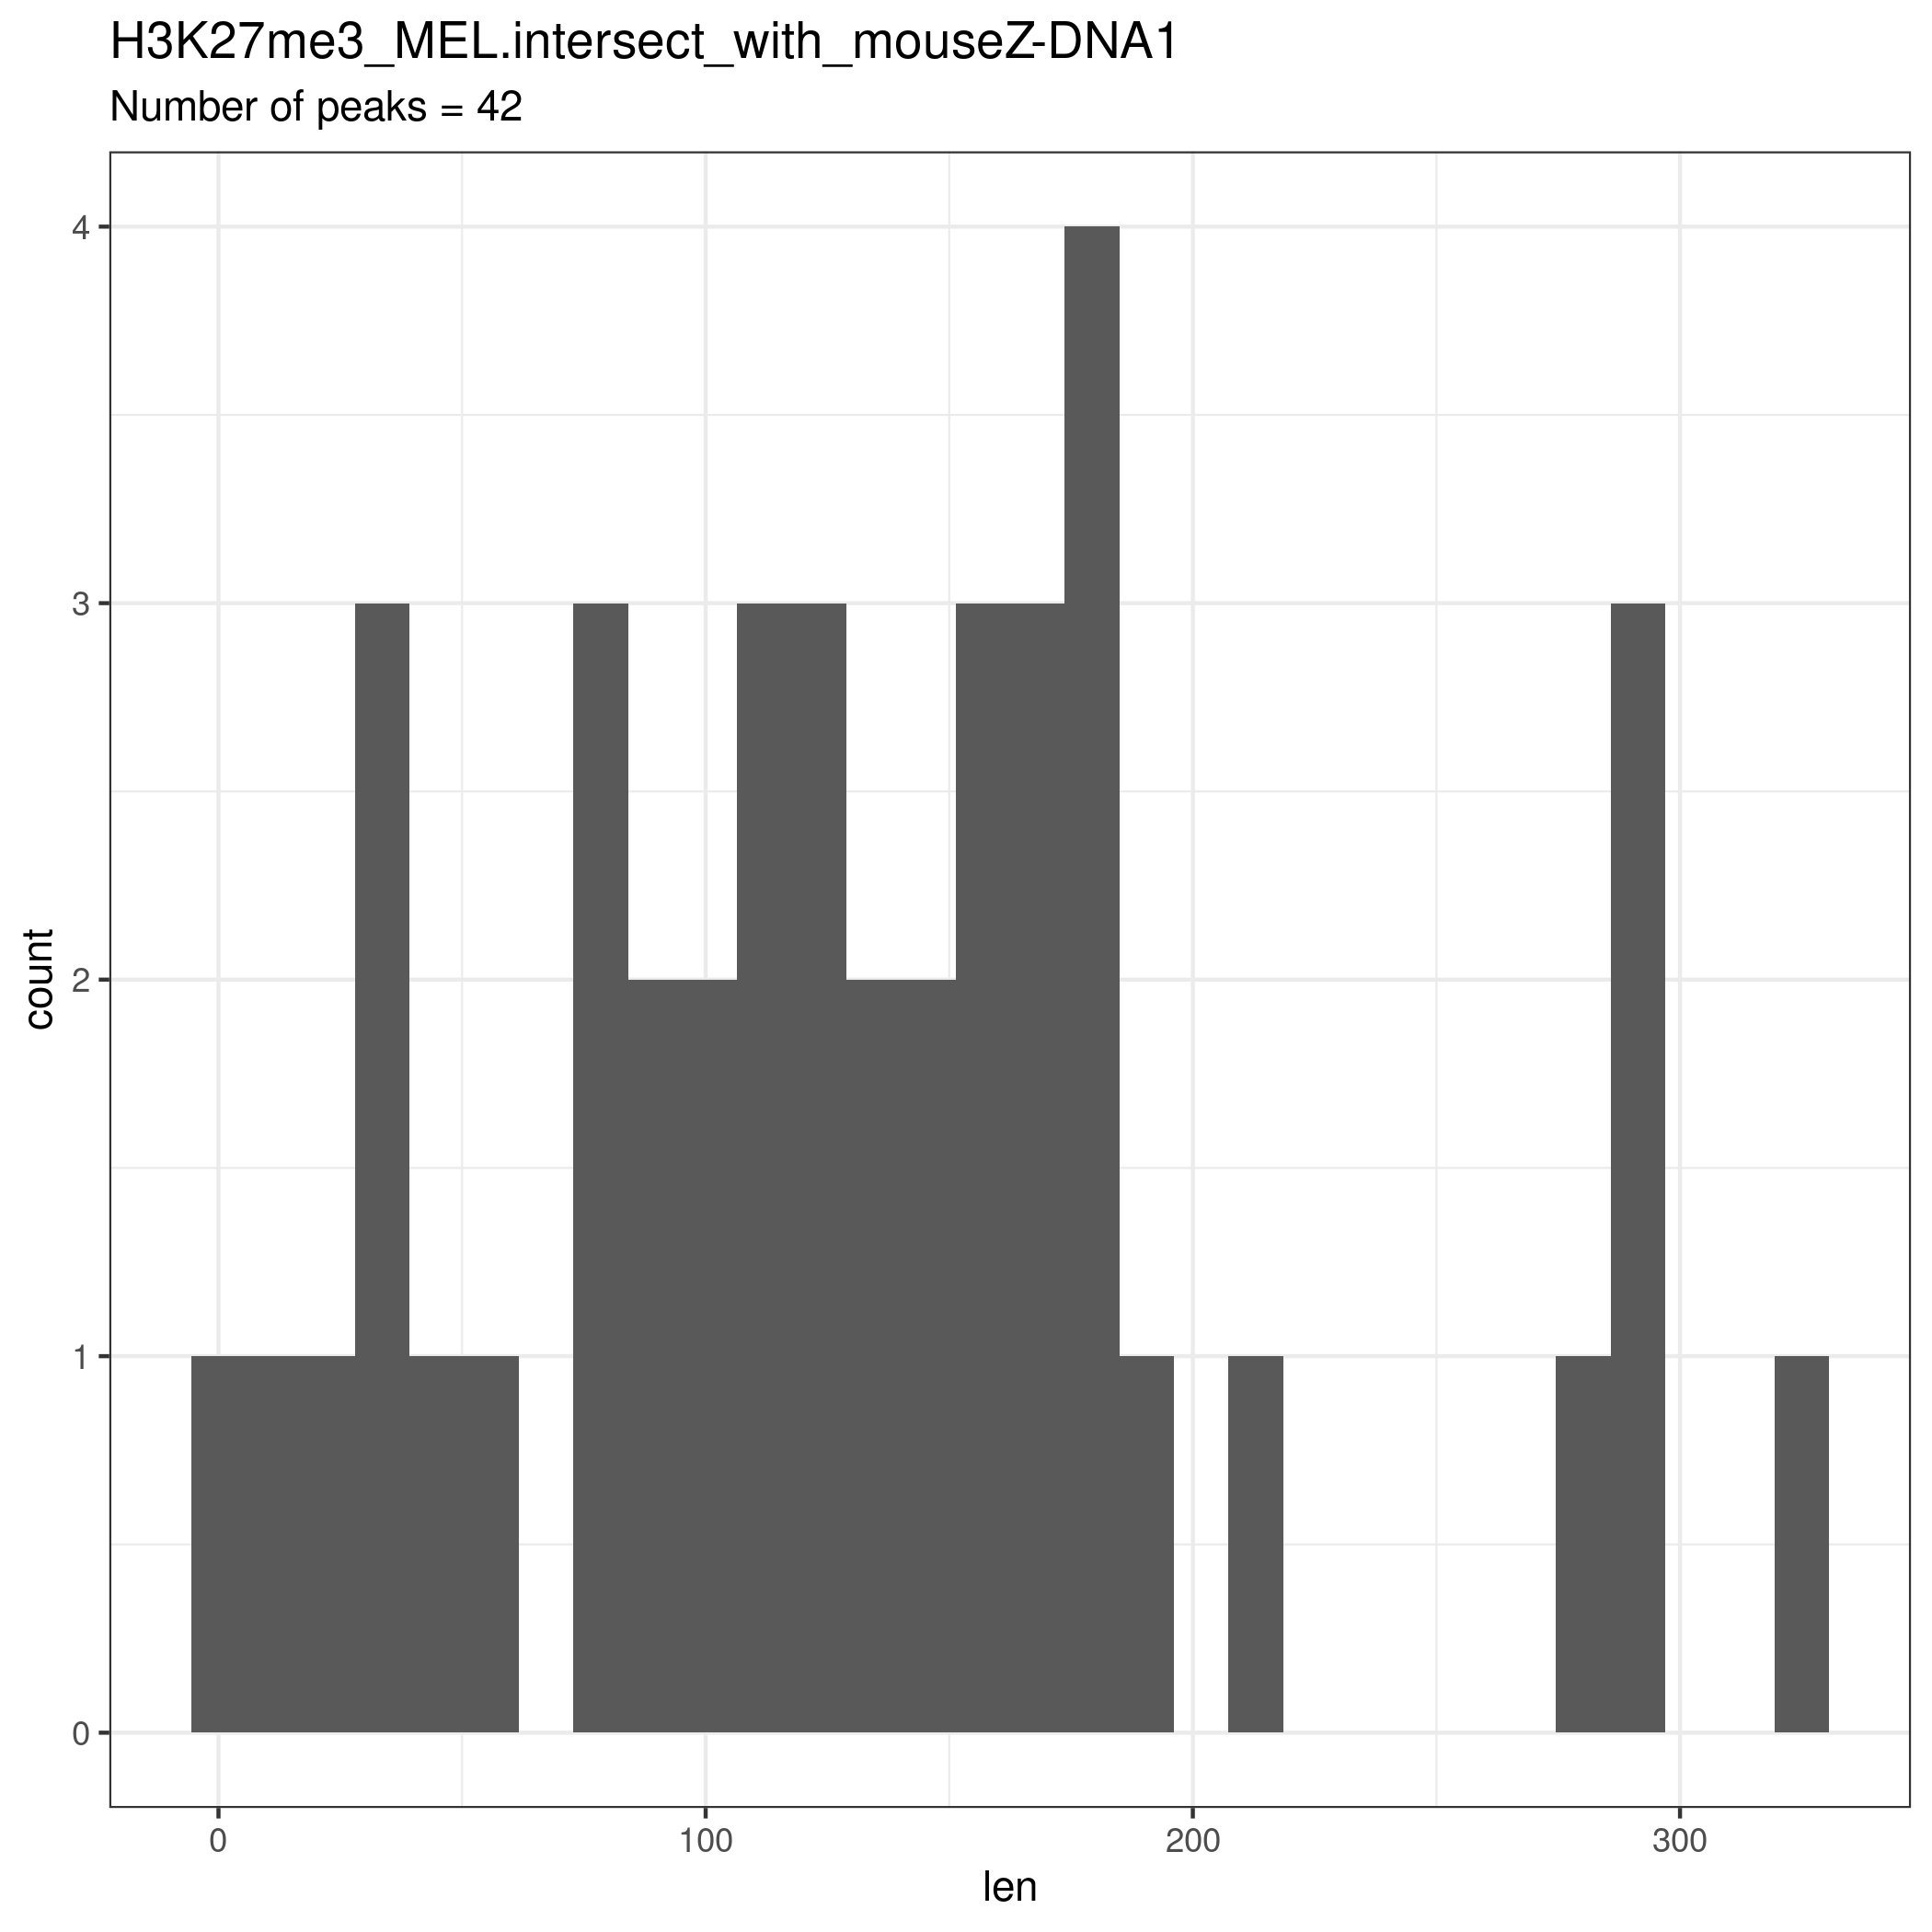 H3K27me3_MEL.intersect_with_mouseZ-DNA1
Number of peaks = 42
4
3
2
1
0
count
0 100 200 300
len